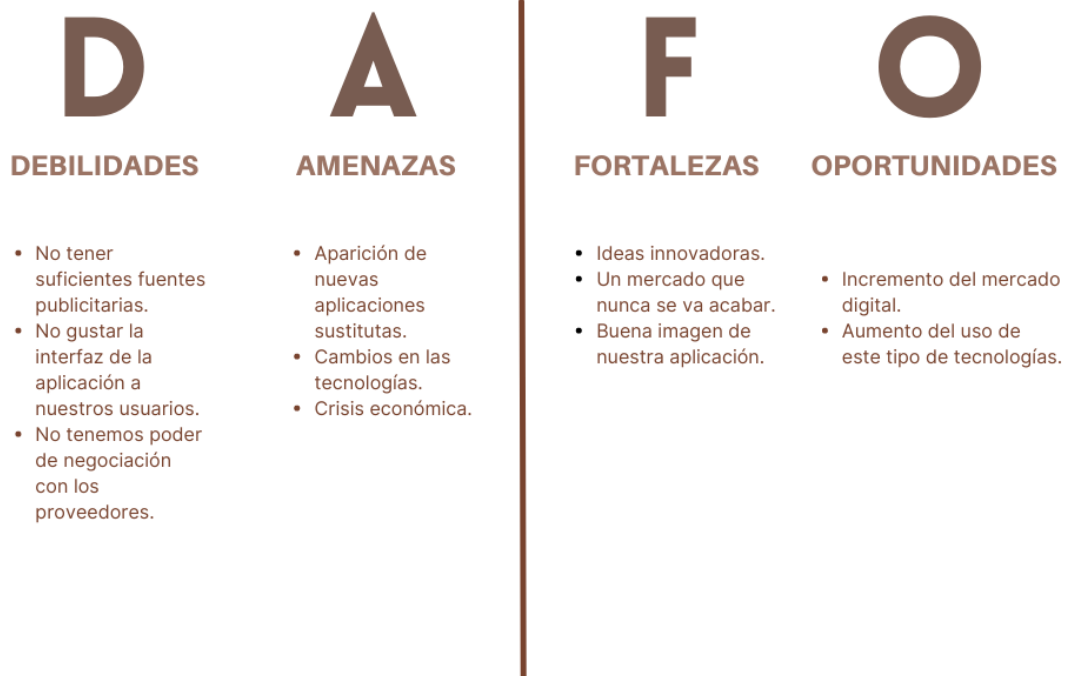 D
DEBILIDADES
• No tener
suficientes fuentes
publicitarias.
• No gustar la
interfaz de la
aplicación a
nuestros usuarios.
• No tenemos poder
de negociación
con los
proveedores.
A
AMENAZAS
• Aparición de
nuevas
aplicaciones
sustitutas.
• Cambios en las
tecnologías.
• Crisis económica.
F
FORTALEZAS
• Ideas innovadoras.
• Un mercado que
nunca se va acabar.
• Buena imagen de
nuestra aplicación.
O
OPORTUNIDADES
• Incremento del mercado
digital.
• Aumento del uso de
este tipo de tecnologías.